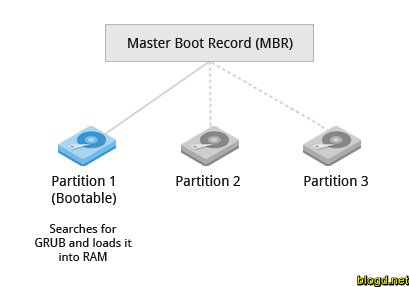 Master Boot Record (MBR)
Partition 1
(Bootable)
Partition 2
Partition 3
Searches for
GRUB and loads it
into RAM
blogd.net